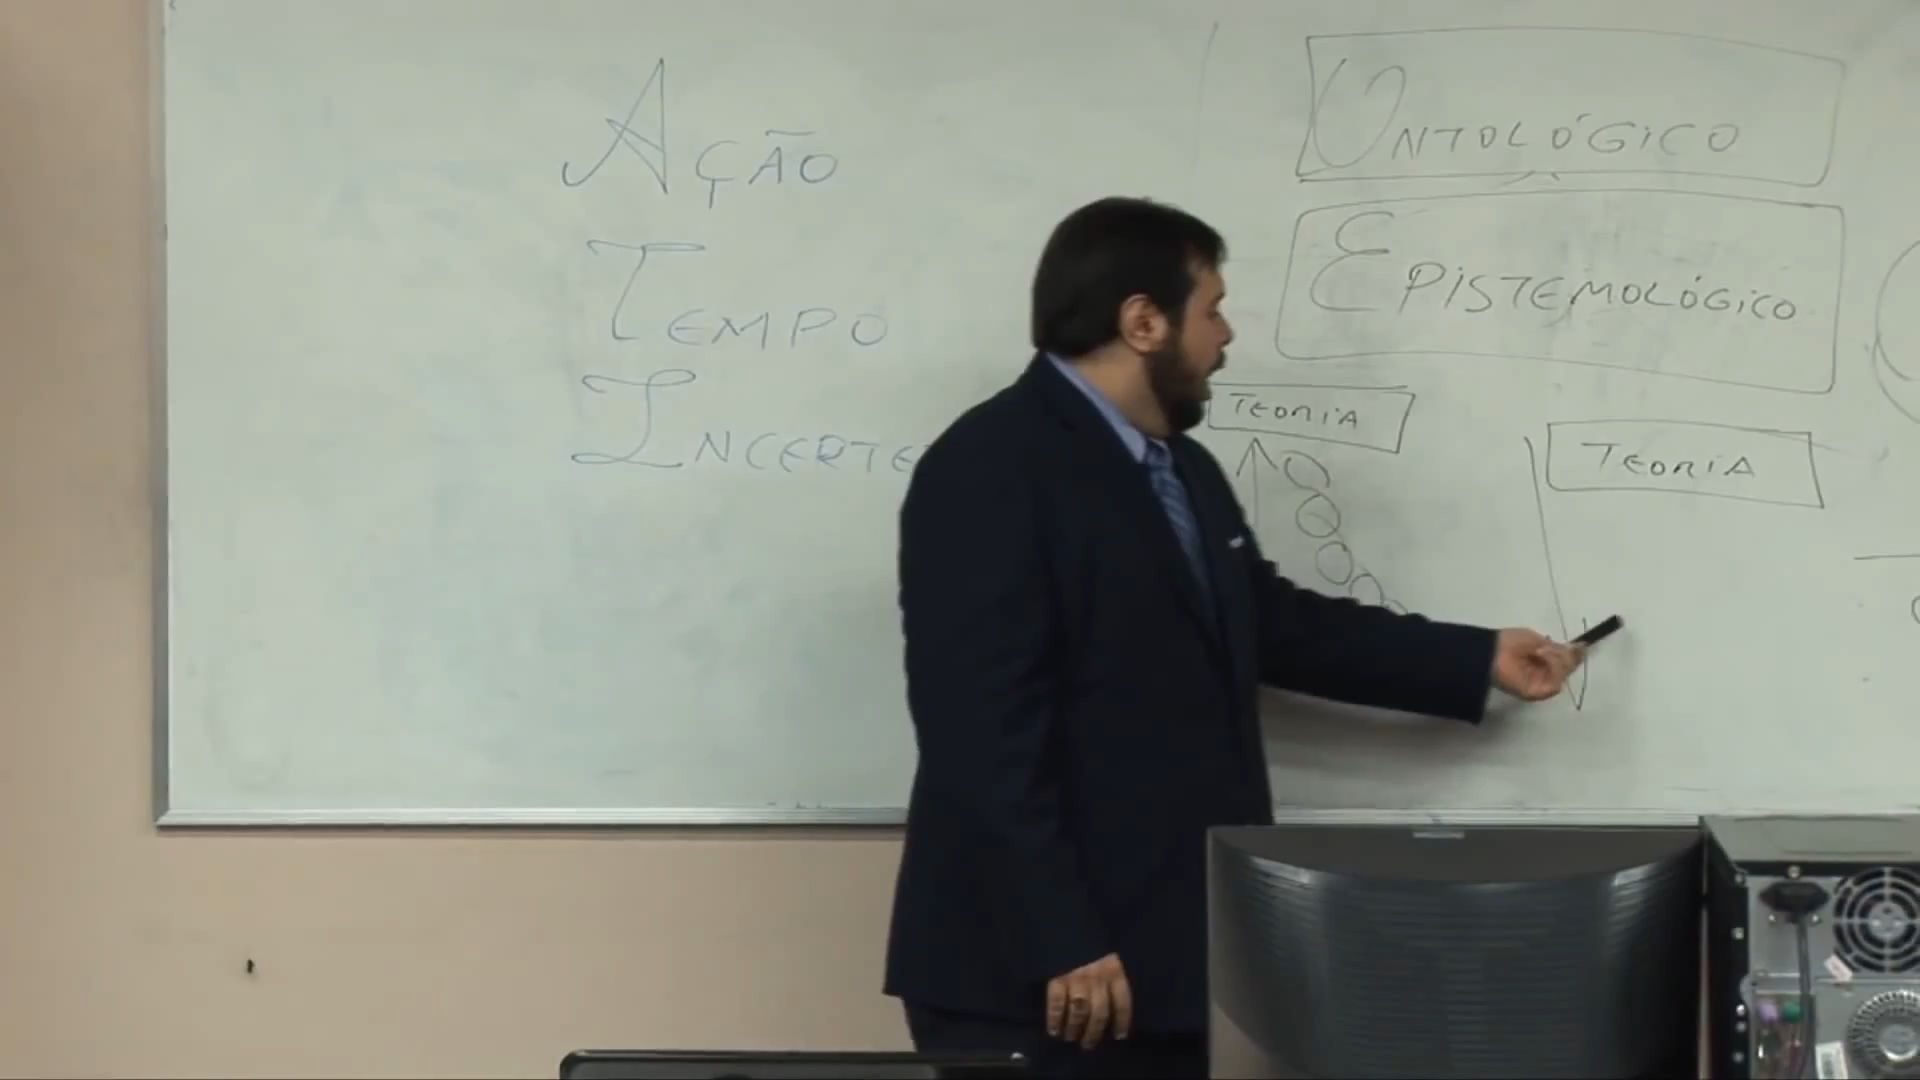 AÇÃO
TEMPO
INCERTE
ONTOLÓGICO
EPISTEMOLÓGICO
TEORIA
TEORIA